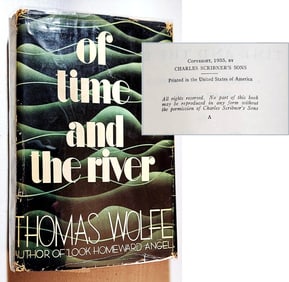 of
time
and
the river
THOMAS WOLFE
AUTHOR OF 'LOOK HOMEWARD ANGEL
COPYRIGHT, 1935, BY
CHARLES SCRIBNER'S SONS
Printed in the United States of America
All rights reserved. No part of this book
may be reproduced in any form without
the permission of Charles Scribner's Sons
A